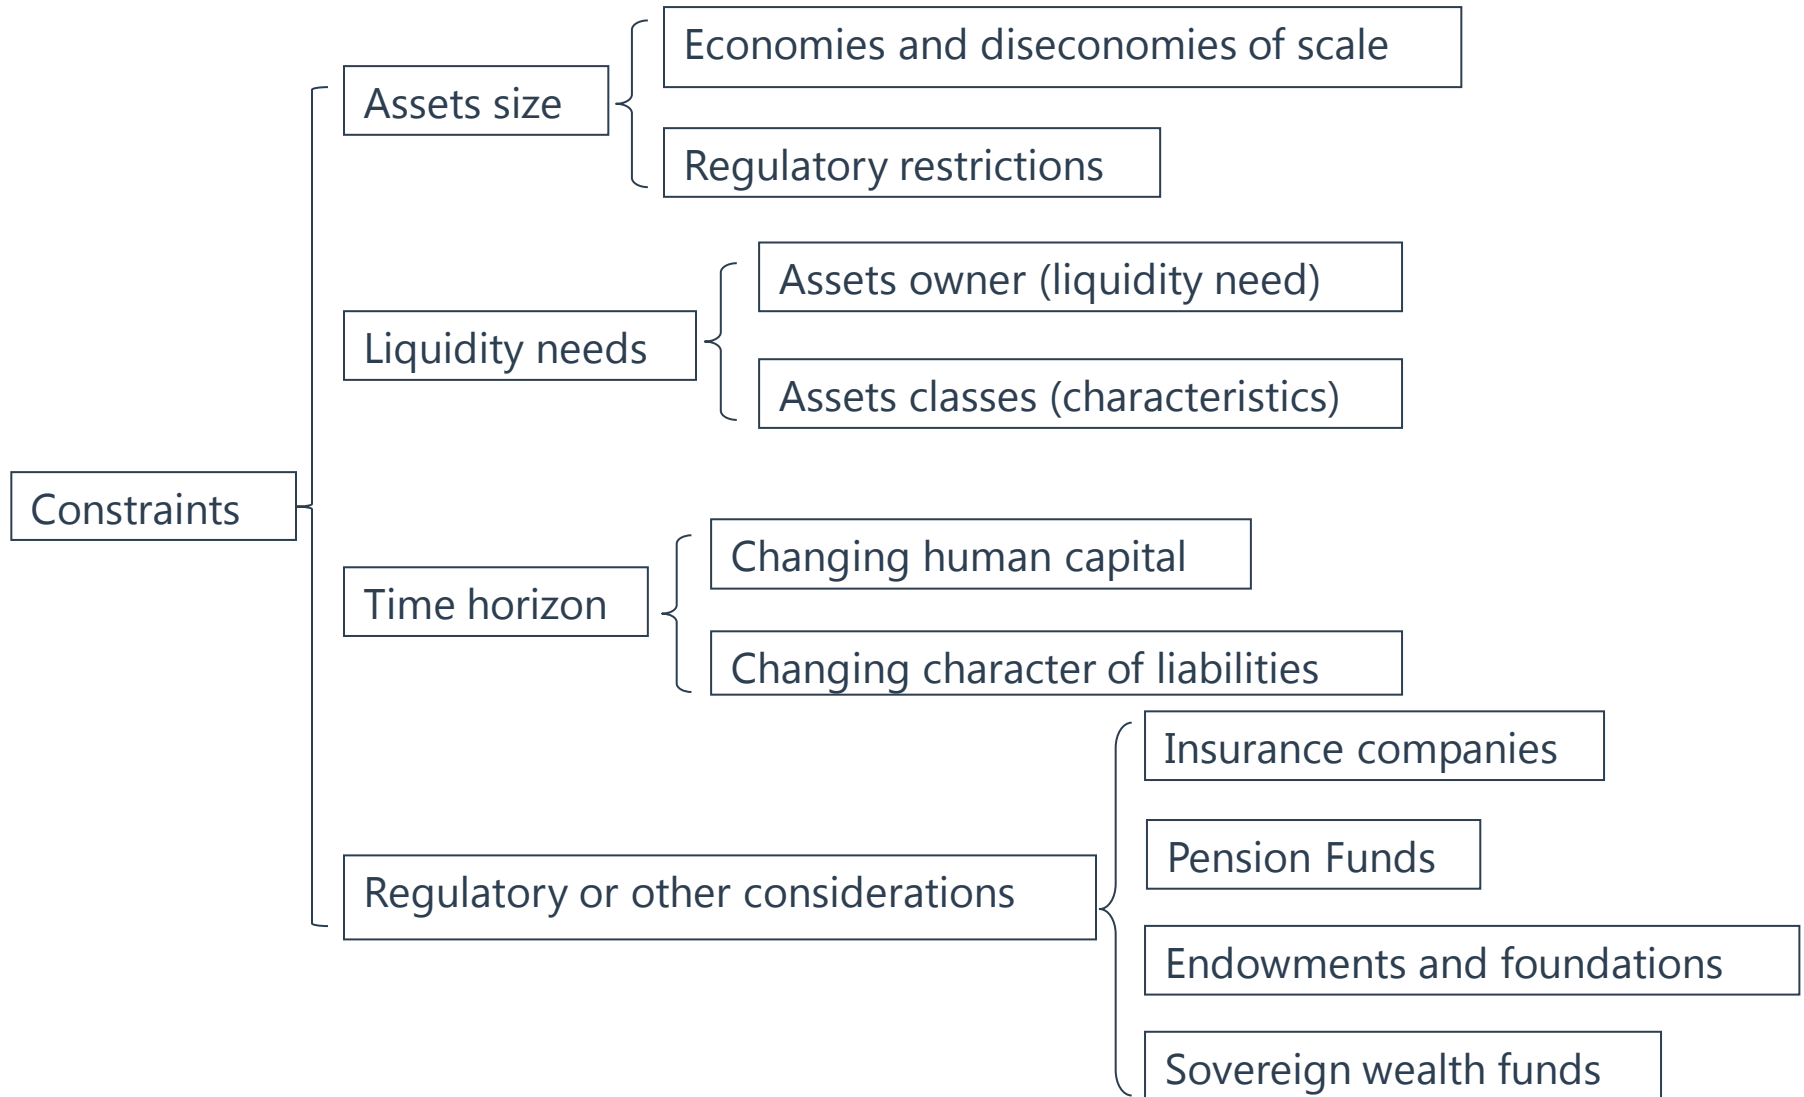 Constraints
Assets size
Economies and diseconomies of scale
Regulatory restrictions
Liquidity needs
Assets owner (liquidity need)
Assets classes (characteristics)
Time horizon
Changing human capital
Changing character of liabilities
Regulatory or other considerations
Insurance companies
Pension Funds
Endowments and foundations
Sovereign wealth funds